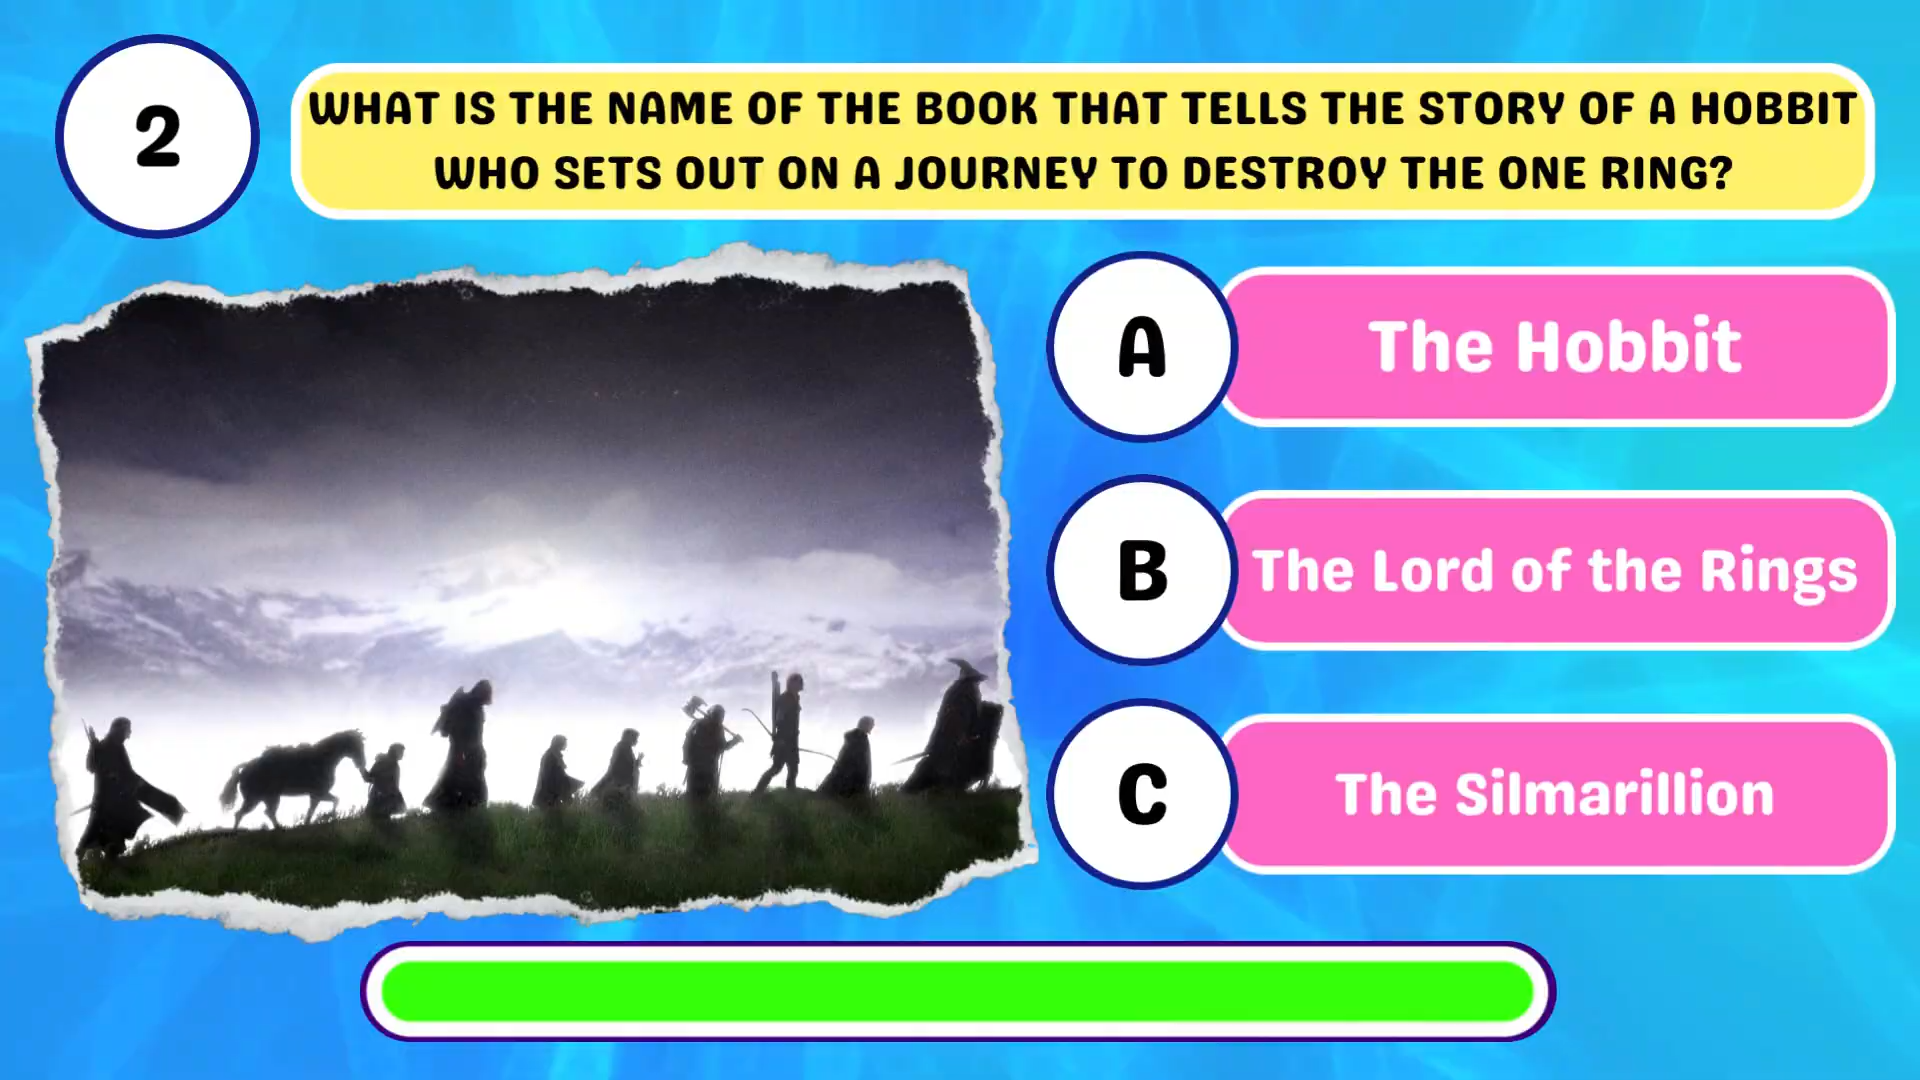 2
WHAT IS THE NAME OF THE BOOK THAT TELLS THE STORY OF A HOBBIT
WHO SETS OUT ON A JOURNEY TO DESTROY THE ONE RING?
A
The Hobbit
B
The Lord of the Rings
C
The Silmarillion